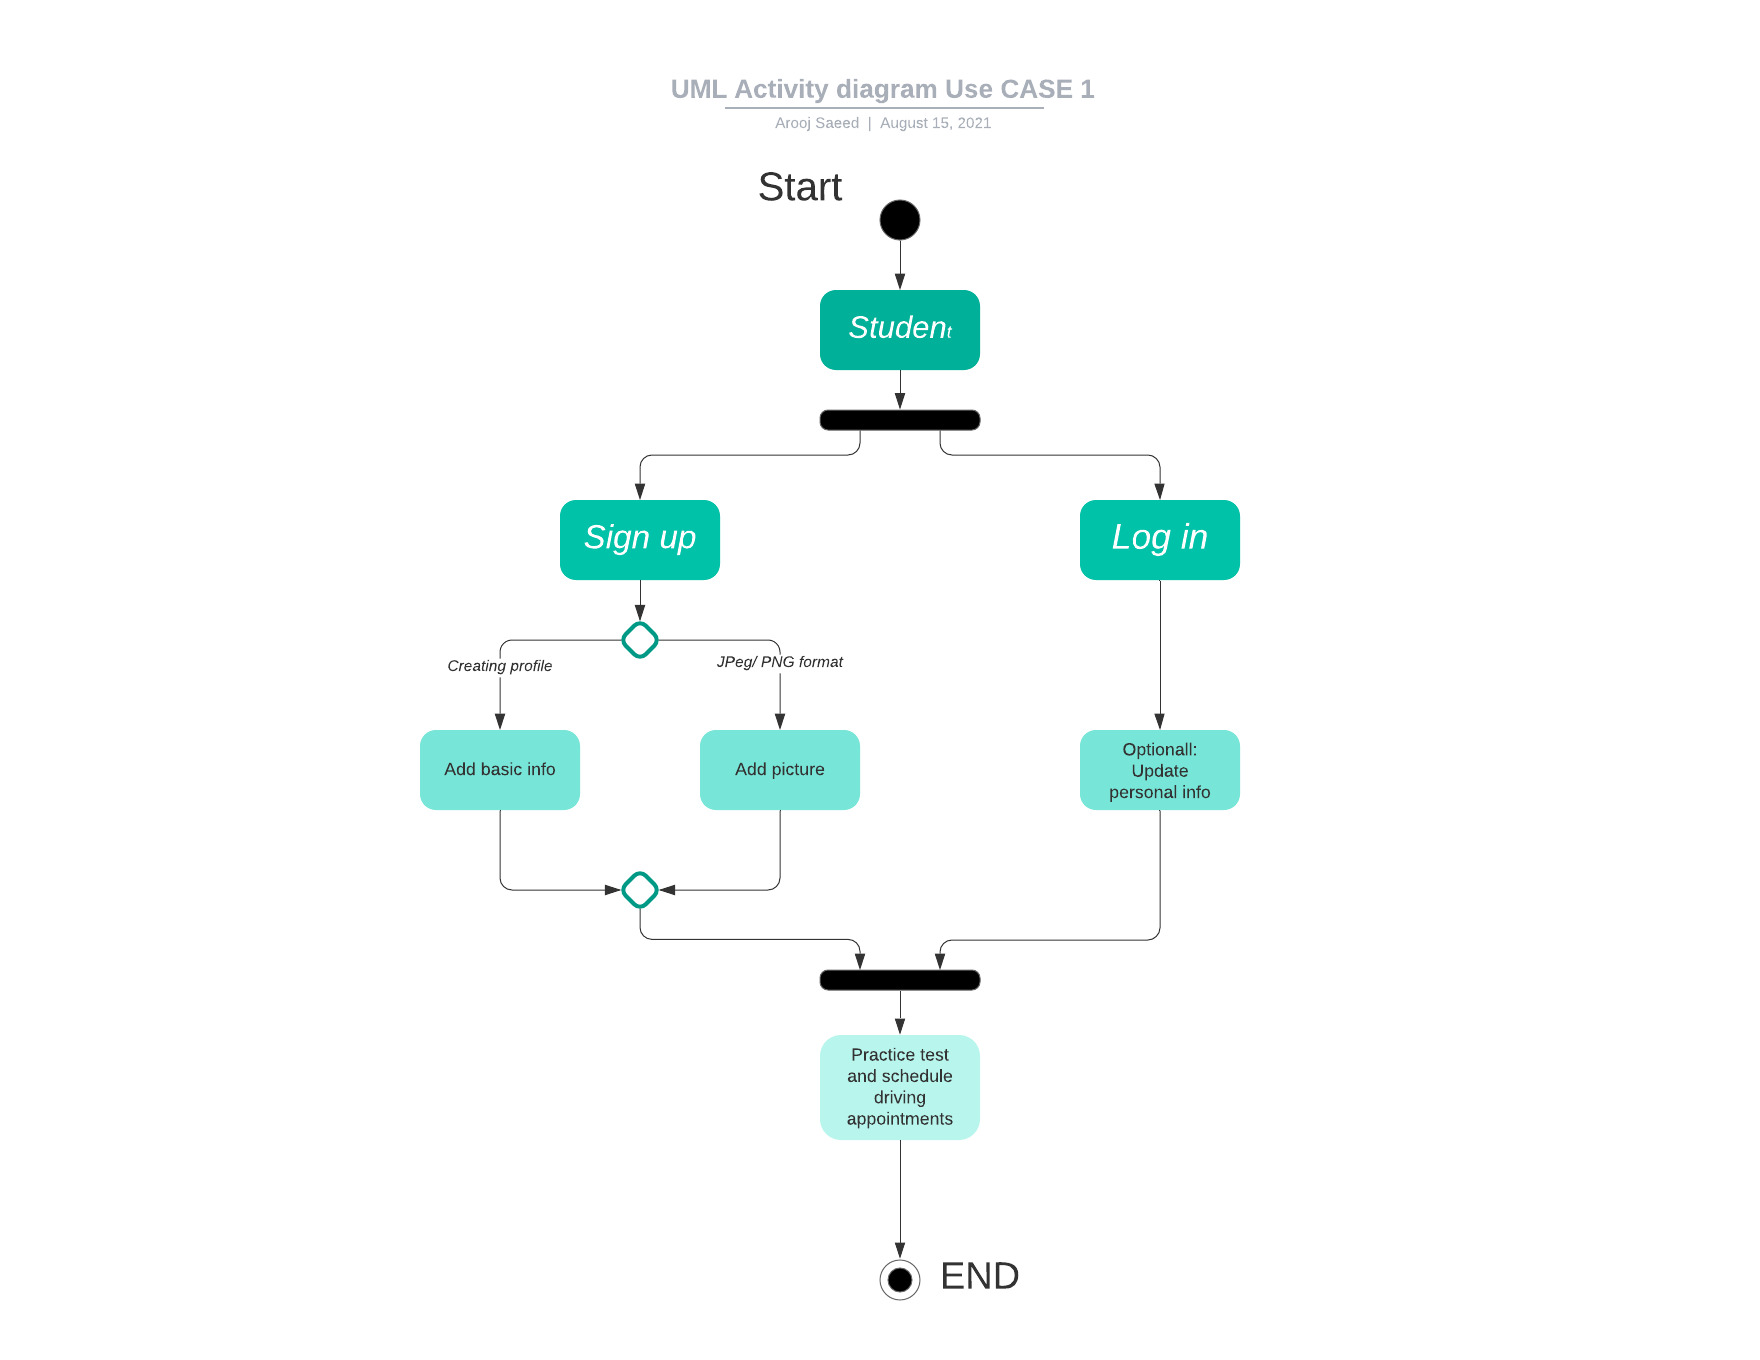 UML Activity diagram Use CASE 1
Arooj Saeed | August 15, 2021
Start
Student
Sign up
Log in
Creating profile
JPeg/ PNG format
Add basic info
Add picture
Optionall:
Update
personal info
Practice test
and schedule
driving
appointments
END